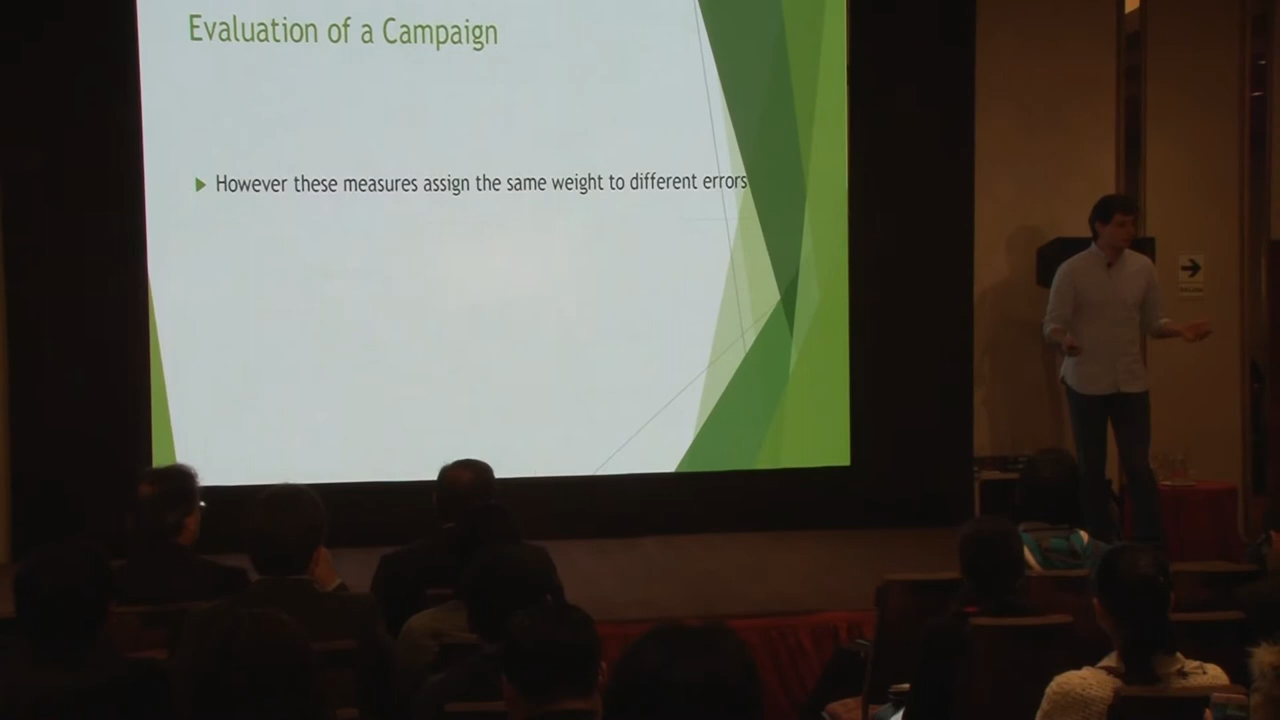 Evaluation of a Campaign
However these measures assign the same weight to different errors